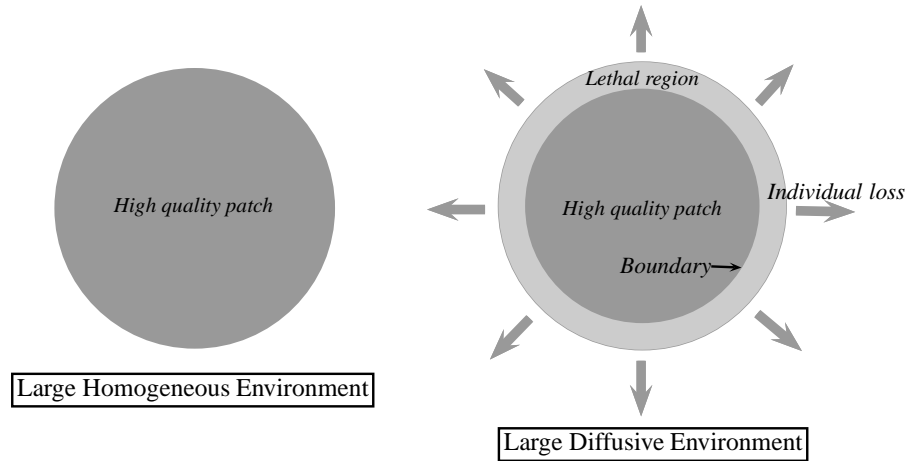 High quality patch
Large Homogeneous Environment
Lethal region
High quality patch
Individual loss
Boundary
Large Diffusive Environment